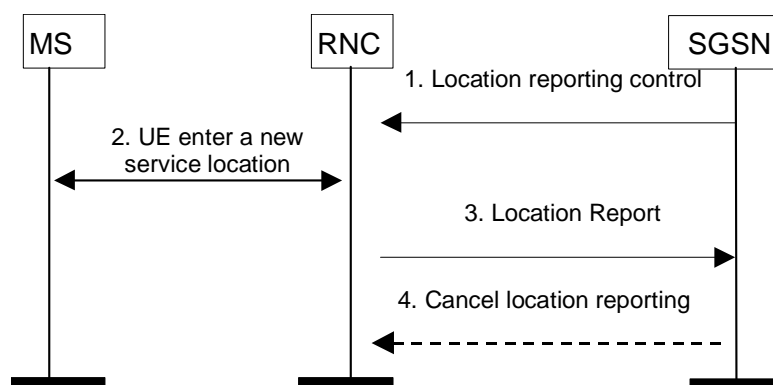 MS
RNC
SGSN
1. Location reporting control
2. UE enter a new
service location
3. Location Report
4. Cancel location reporting